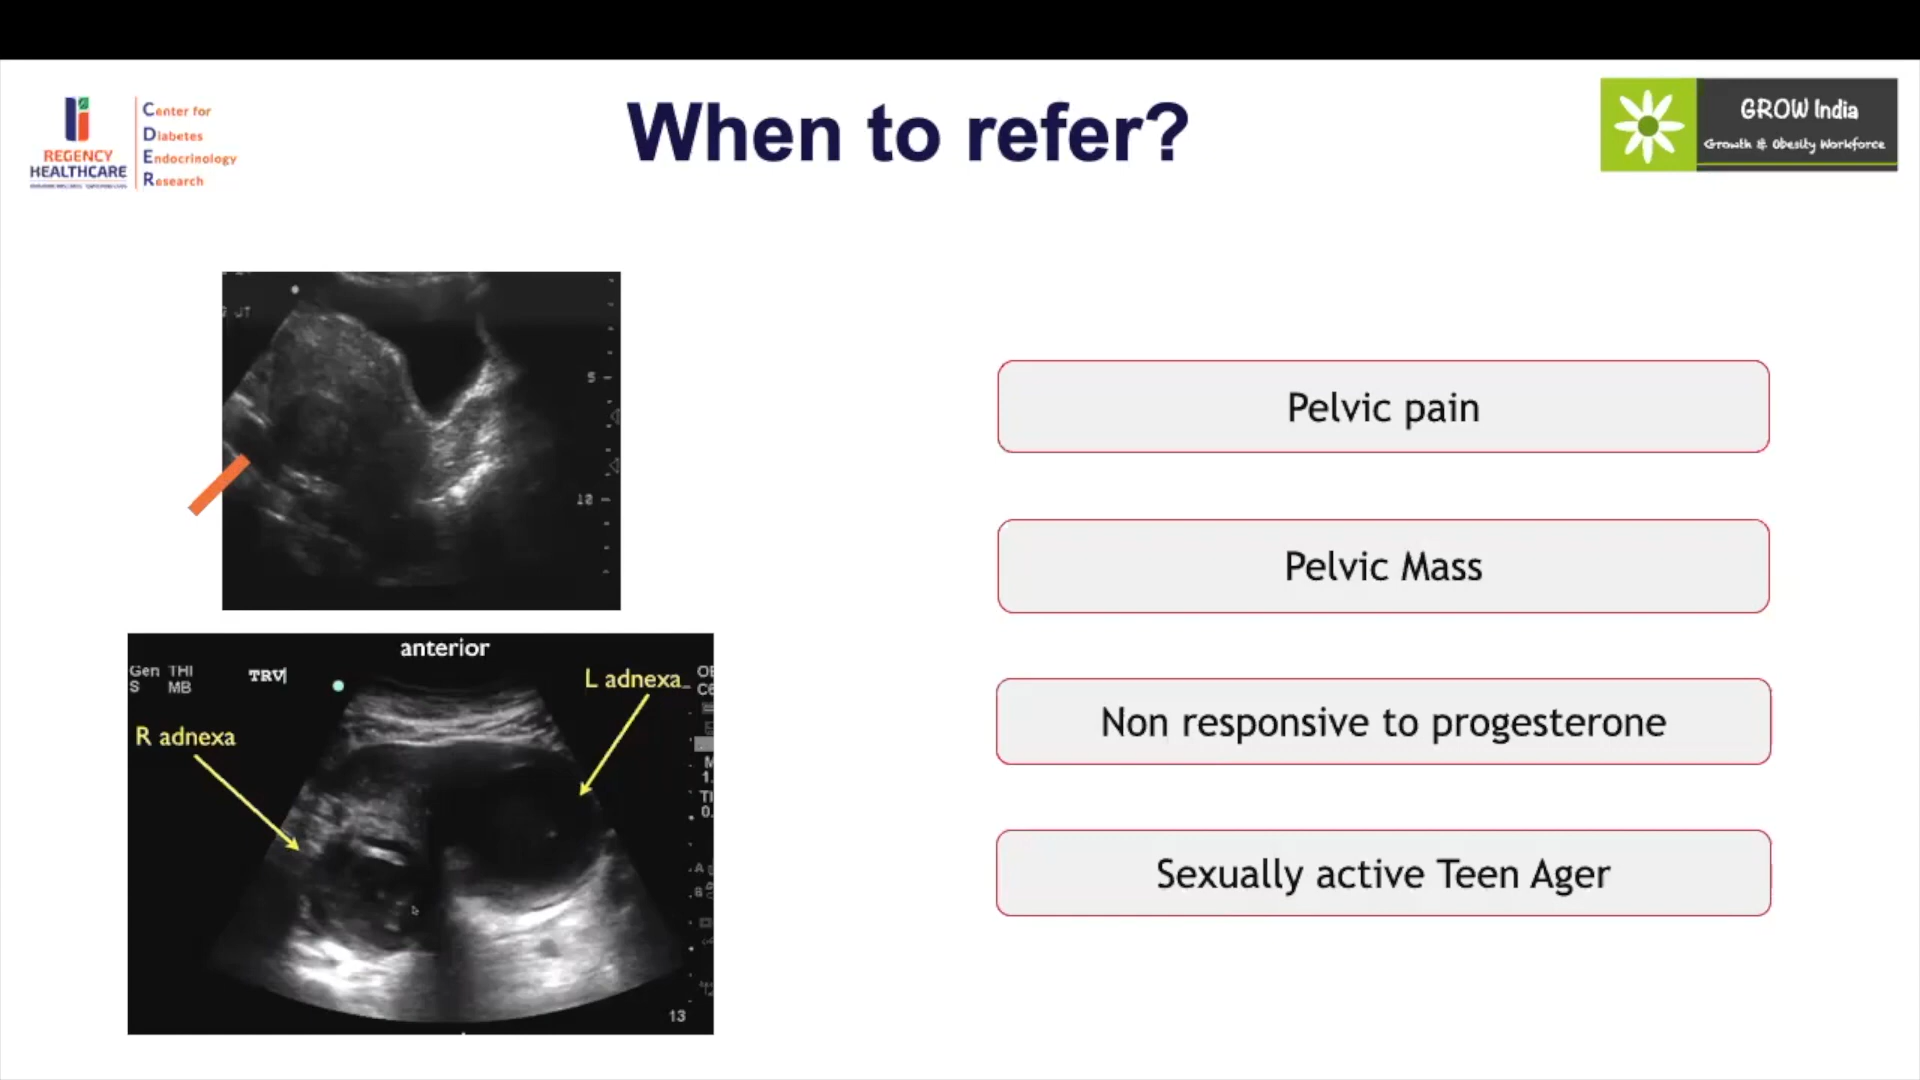 When to refer?
REGENCY
HEALTHCARE
Center for
Diabetes
Endocrinology
Research
GROW India
Growth & Obesity Workforce
UT
5
10
anterior
Gen THI
S MB
TRV
L adnexa
R adnexa
13
Pelvic pain
Pelvic Mass
Non responsive to progesterone
Sexually active Teen Ager